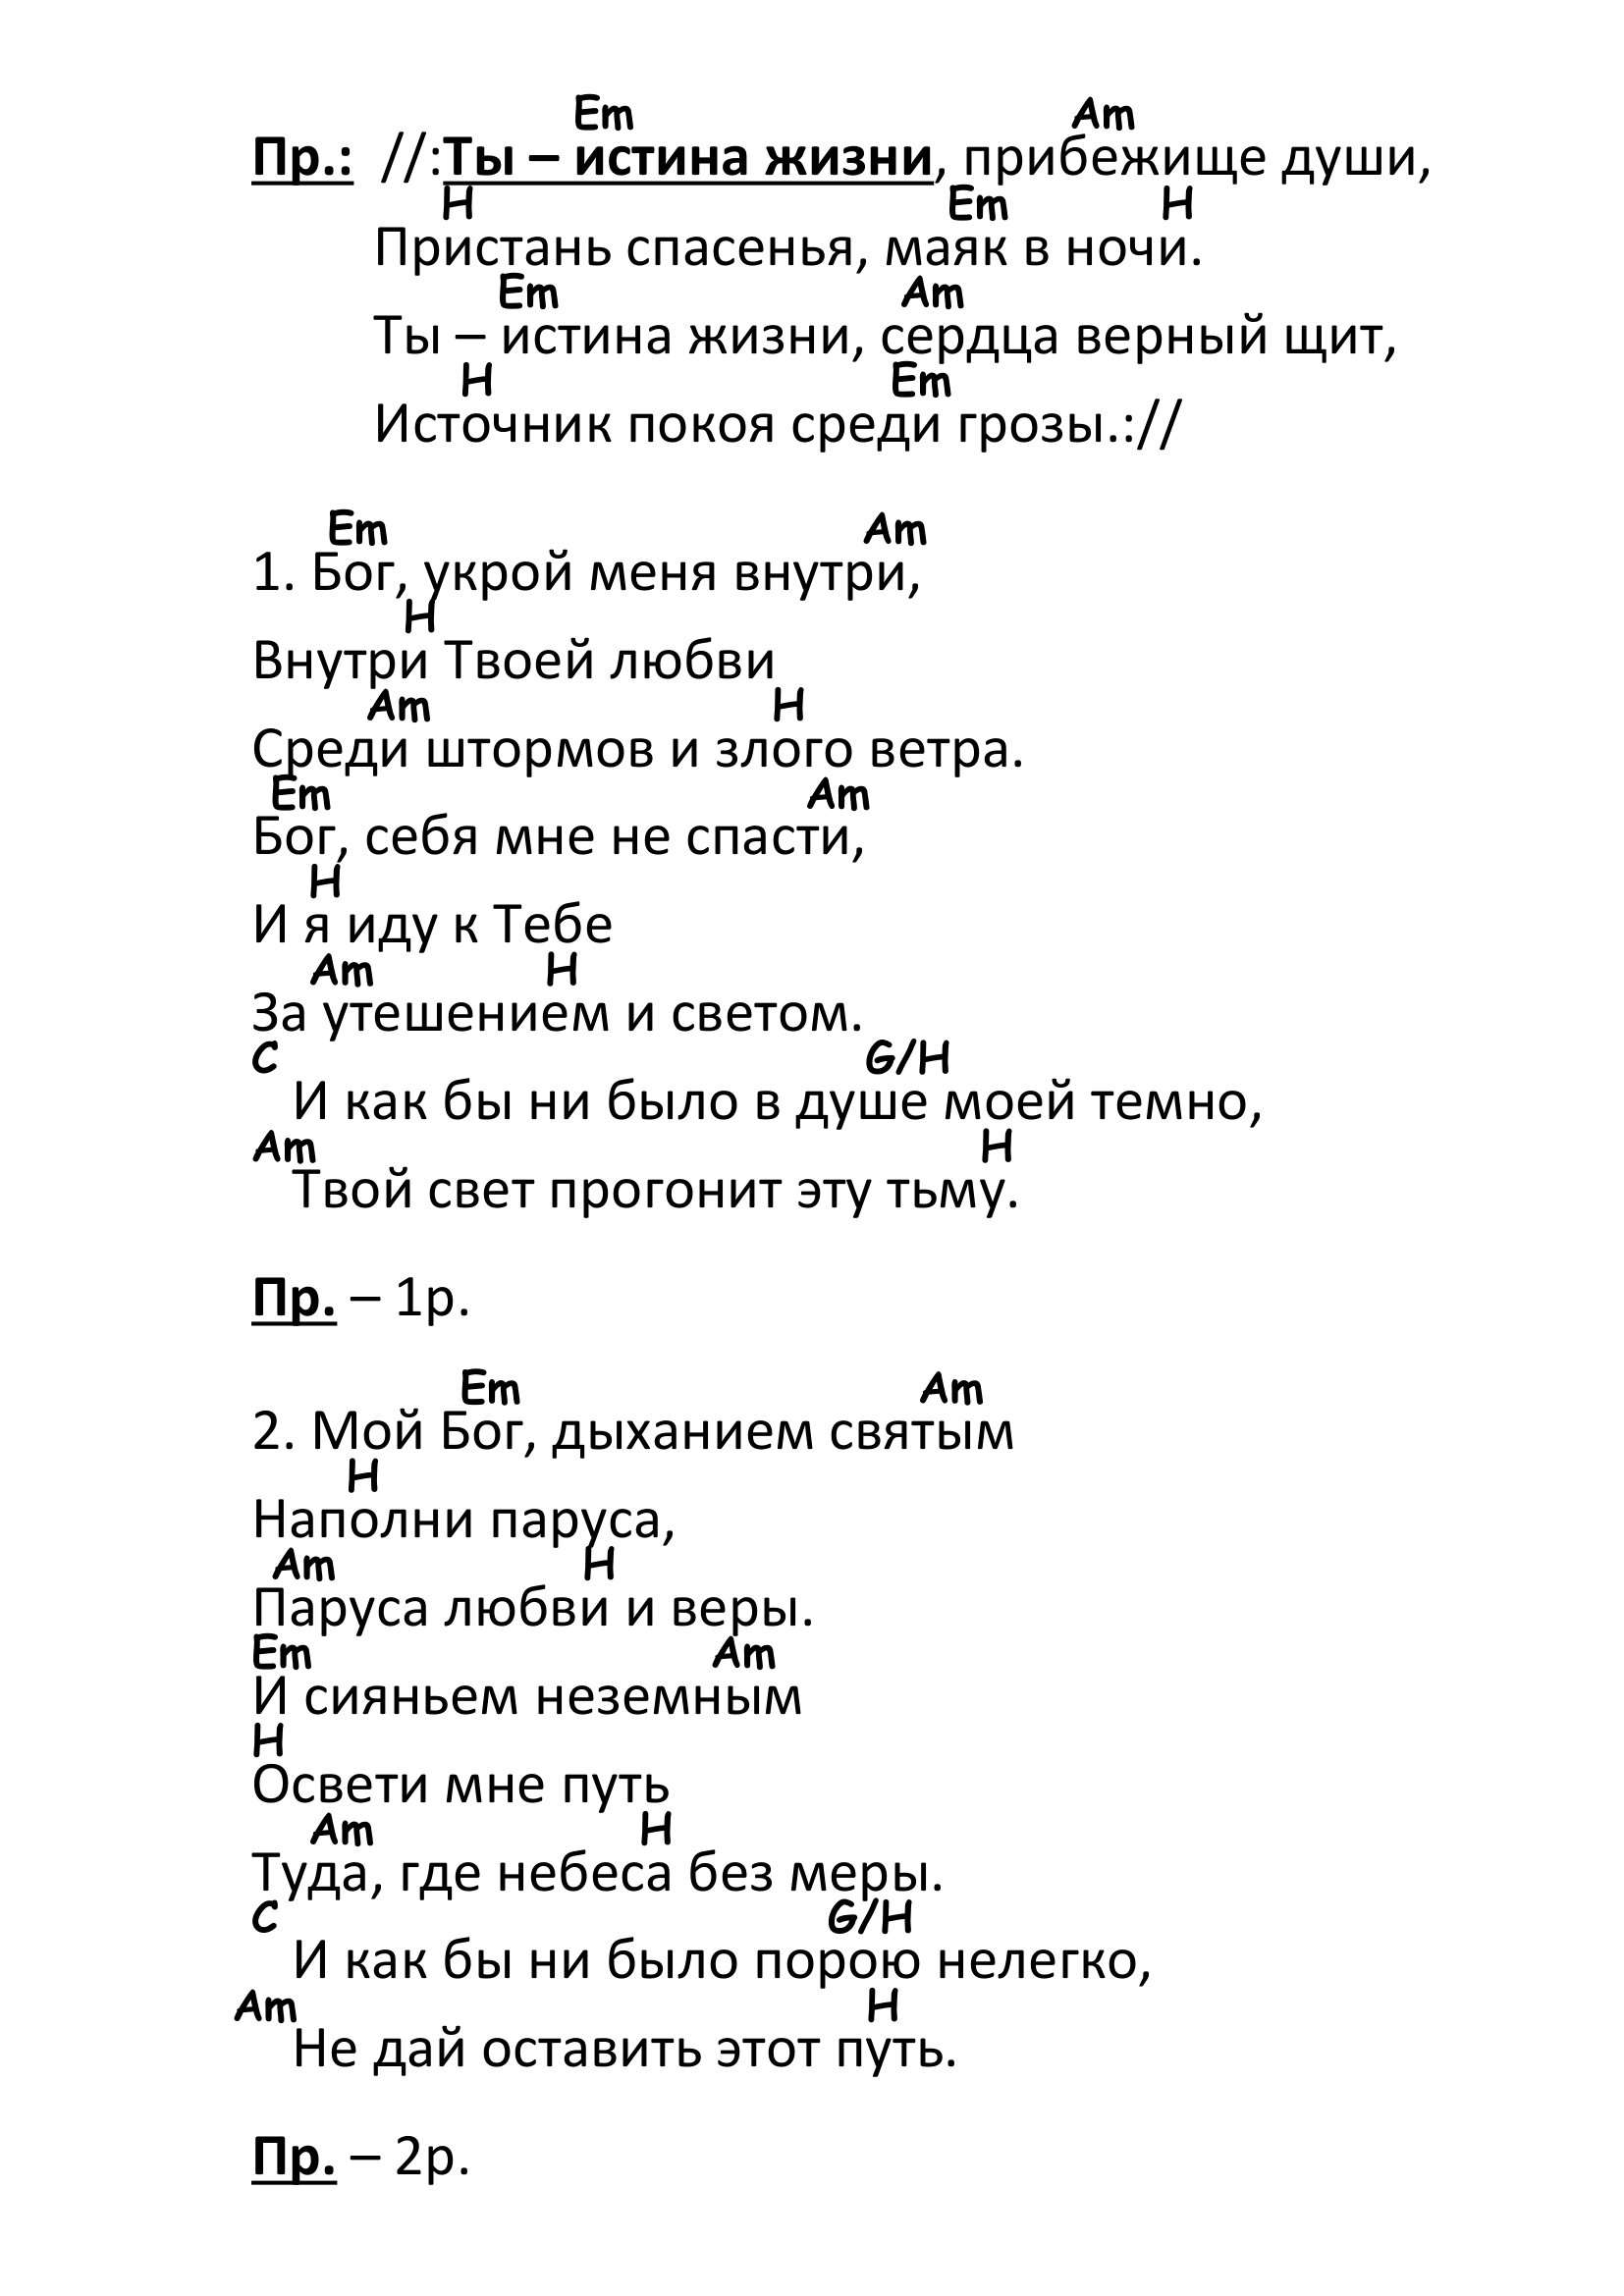 Em Am
Пр.: //:Ты – истина жизни, прибежище души,
H Em H
Пристань спасенья, маяк в ночи.
Em Am
Ты – истина жизни, сердца верный щит,
H Em
Источник покоя среди грозы.://
Em Am
1. Бог, укрой меня внутри,
H
Внутри Твоей любви
Am H
Среди штормов и злого ветра.
Em Am
Бог, себя мне не спасти,
H
И я иду к Тебе
Am H
За утешением и светом.
C G/H
И как бы ни было в душе моей темно,
Am H
Твой свет прогонит эту тьму.
Пр. – 1р.
Em Am
2. Мой Бог, дыханием святым
H
Наполни паруса,
Am H
Паруса любви и веры.
Em Am
И сияньем неземным
H
Освети мне путь
Am H
Туда, где небеса без меры.
C G/H
И как бы ни было порою нелегко,
Am H
Не дай оставить этот путь.
Пр. – 2р.